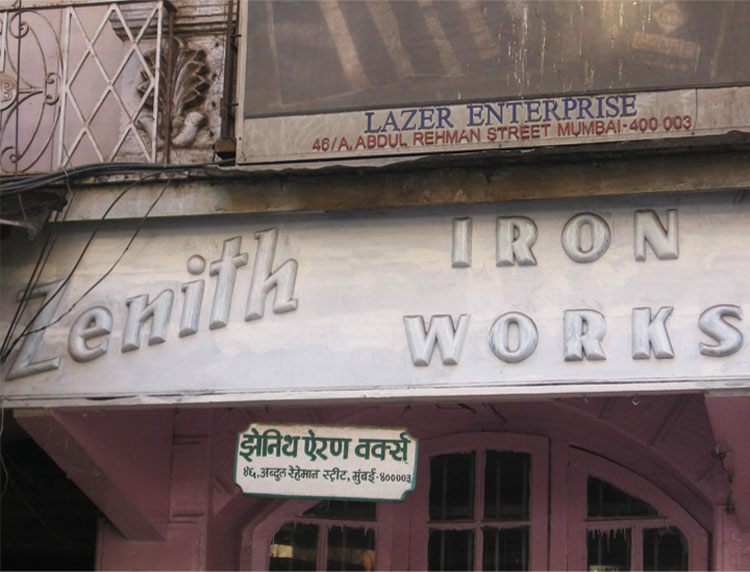 LAZER ENTERPRISE
46/A, ABDUL REHMAN STREET MUMBAI-400 003
Zenith IRON
WORKS
झेनिथ ऐरण वर्क्स
४६, अब्दुल रेहेमान स्ट्रीट, मुंबई-४००००३